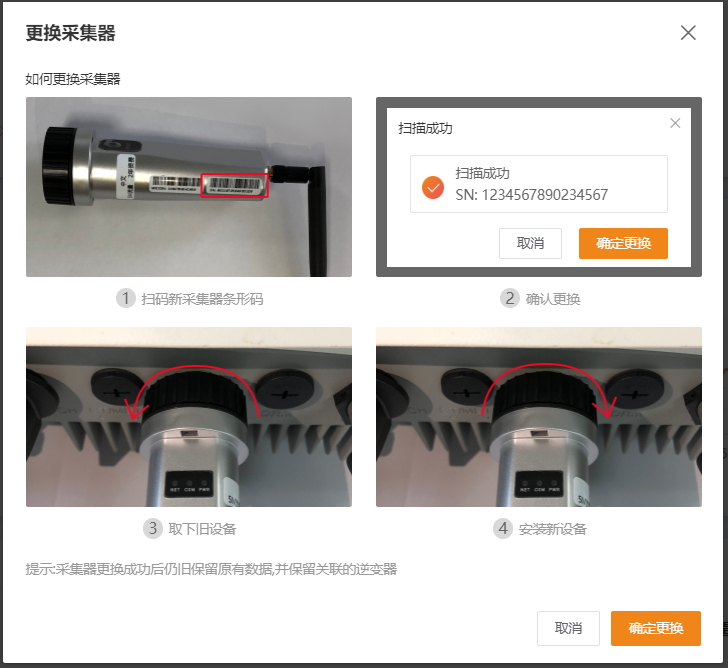 更换采集器
如何更换采集器
扫描成功
扫描成功
SN: 1234567890234567
取消
确定更换
1 扫码新采集器条形码
2 确认更换
NET COM PWR
NET COM PWR
3 取下旧设备
4 安装新设备
提示:采集器更换成功后仍旧保留原有数据,并保留关联的逆变器
取消
确定更换